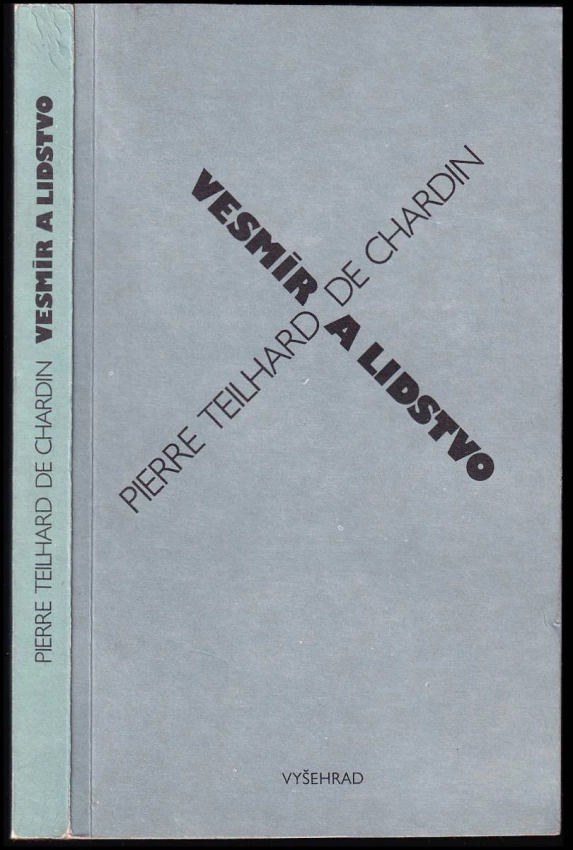 PIERRE TEILHARD DE CHARDIN VESMÍR A LIDSTVO
VESMÍR A LIDSTVO
PIERRE TEILHARD DE CHARDIN
VYŠEHRAD